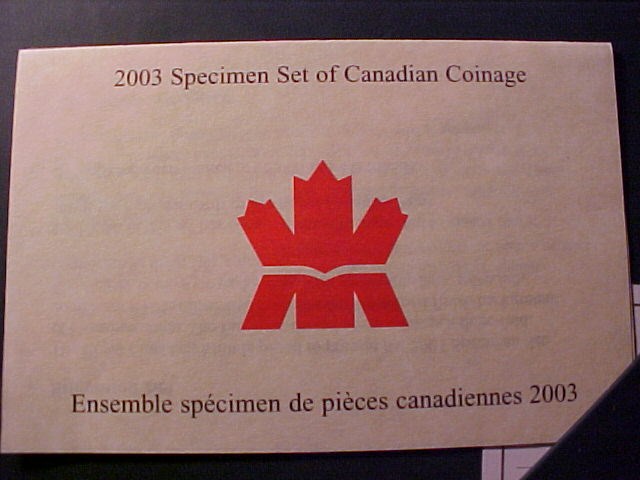 2003 Specimen Set of Canadian Coinage
Ensemble spécimen de pièces canadiennes 2003